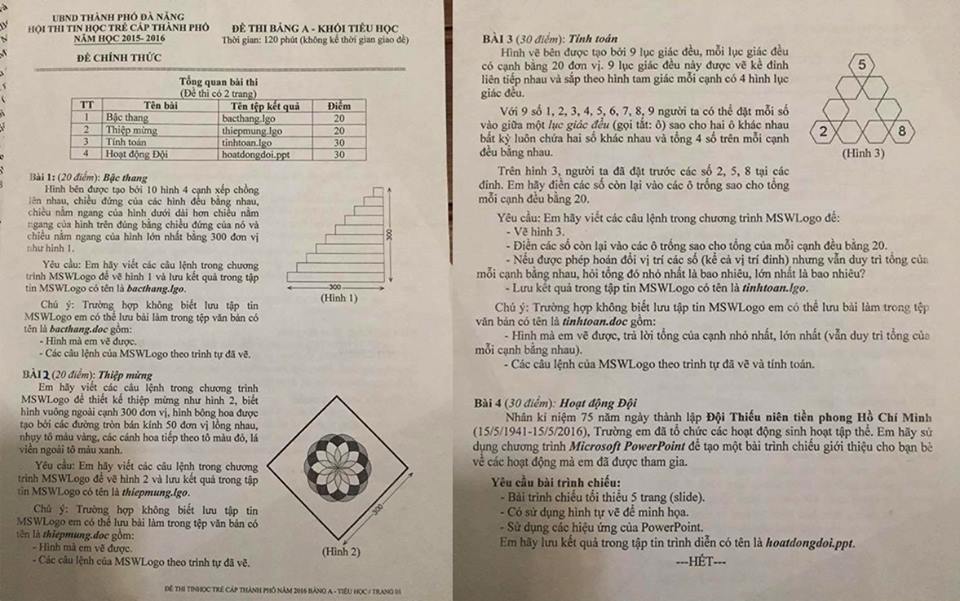 UBND THÀNH PHỐ ĐÀ NẴNG
HỘI THI TIN HỌC TRẺ CẤP THÀNH PHỐ
NĂM HỌC 2015- 2016
ĐỀ CHÍNH THỨC
ĐỀ THI BẢNG A - KHỐI TIỂU HỌC
Thời gian: 120 phút (không kể thời gian giao đề)
Tổng quan bài thi
(Đề thi có 2 trang)
TT Tên bài Tên tệp kết quả Điểm
1 Bậc thang bacthang.lgo 20
2 Thiệp mừng thiepmung.lgo 20
3 Tính toán tinhtoan.lgo 30
4 Hoạt động Đội hoatdongdoi.ppt 30
Bài 1: (20 điểm): Bậc thang
Hình bên được tạo bởi 10 hình 4 cạnh xếp chồng
lên nhau, chiều đứng của các hình đều bằng nhau,
chiều nằm ngang của hình dưới dài hơn chiều nằm
ngang của hình trên đúng bằng chiều đứng của nó và
chiều nằm ngang của hình lớn nhất bằng 300 đơn vị
như hình 1.
Yêu cầu: Em hãy viết các câu lệnh trong chương
trình MSWLogo để vẽ hình 1 và lưu kết quả trong tập
tin MSWLogo có tên là bacthang.lgo.
Chú ý: Trường hợp không biết lưu tập tin
MSWLogo em có thể lưu bài làm trong tệp văn bản có
tên là bacthang.doc gồm:
- Hình mà em vẽ được.
- Các câu lệnh của MSWLogo theo trình tự đã vẽ.
300
300
(Hình 1)
BÀI 2 (20 điểm): Thiệp mừng
Em hãy viết các câu lệnh trong chương trình
MSWLogo để thiết kế thiệp mừng như hình 2, biết
hình vuông ngoài cạnh 300 đơn vị, hình bông hoa được
tạo bởi các đường tròn bán kính 50 đơn vị lồng nhau,
nhụy tô màu vàng, các cánh hoa tiếp theo tô màu đỏ, lá
viền ngoài tô màu xanh.
Yêu cầu: Em hãy viết các câu lệnh trong chương
trình MSWLogo để vẽ hình 2 và lưu kết quả trong tập
tin MSWLogo có tên là thiepmung.lgo.
Chú ý: Trường hợp không biết lưu tập tin
MSWLogo em có thể lưu bài làm trong tệp văn bản có
tên là thiepmung.doc gồm:
- Hình mà em vẽ được.
- Các câu lệnh của MSWLogo theo trình tự đã vẽ.
300
(Hình 2)
ĐỀ THI TINHỌC TRẺ CẤP THÀNH PHỐ NĂM 2016 BẢNG A - TIỂU HỌC / TRANG 01
BÀI 3 (30 điểm): Tính toán
Hình vẽ bên được tạo bởi 9 lục giác đều, mỗi lục giác đều
có cạnh bằng 20 đơn vị. 9 lục giác đều này được vẽ kề đỉnh
liên tiếp nhau và sắp theo hình tam giác mỗi cạnh có 4 hình lục
giác đều.
Với 9 số 1, 2, 3, 4, 5, 6, 7, 8, 9 người ta có thể đặt mỗi số
vào giữa một lục giác đều (gọi tắt: ô) sao cho hai ô khác nhau
bất kỳ luôn chứa hai số khác nhau và tổng 4 số trên mỗi cạnh
đều bằng nhau.
Trên hình 3, người ta đã đặt trước các số 2, 5, 8 tại các
đỉnh. Em hãy điền các số còn lại vào các ô trống sao cho tổng
mỗi cạnh đều bằng 20.
5
2
8
(Hình 3)
Yêu cầu: Em hãy viết các câu lệnh trong chương trình MSWLogo để:
- Vẽ hình 3.
- Điền các số còn lại vào các ô trống sao cho tổng của mỗi cạnh đều bằng 20.
- Nếu được phép hoán đổi vị trí các số (kể cả vị trí đỉnh) nhưng vẫn duy trì tổng của
mỗi cạnh bằng nhau, hỏi tổng đó nhỏ nhất là bao nhiêu, lớn nhất là bao nhiêu?
- Lưu kết quả trong tập tin MSWLogo có tên là tinhtoan.lgo.
Chú ý: Trường hợp không biết lưu tập tin MSWLogo em có thể lưu bài làm trong tệp
văn bản có tên là tinhtoan.doc gồm:
- Hình mà em vẽ được, trả lời tổng của cạnh nhỏ nhất, lớn nhất (vẫn duy trì tổng của
mỗi cạnh bằng nhau).
- Các câu lệnh của MSWLogo theo trình tự đã vẽ và tính toán.
Bài 4 (30 điểm): Hoạt động Đội
Nhân kỉ niệm 75 năm ngày thành lập Đội Thiếu niên tiền phong Hồ Chí Minh
(15/5/1941-15/5/2016), Trường em đã tổ chức các hoạt động sinh hoạt tập thể. Em hãy sử
dụng chương trình Microsoft PowerPoint để tạo một bài trình chiếu giới thiệu cho bạn bè
về các hoạt động mà em đã được tham gia.
Yêu cầu bài trình chiếu:
- Bài trình chiếu tối thiểu 5 trang (slide).
- Có sử dụng hình tự vẽ để minh họa.
- Sử dụng các hiệu ứng của PowerPoint.
Em hãy lưu kết quả trong tập tin trình diễn có tên là hoatdongdoi.ppt.
---HẾT---